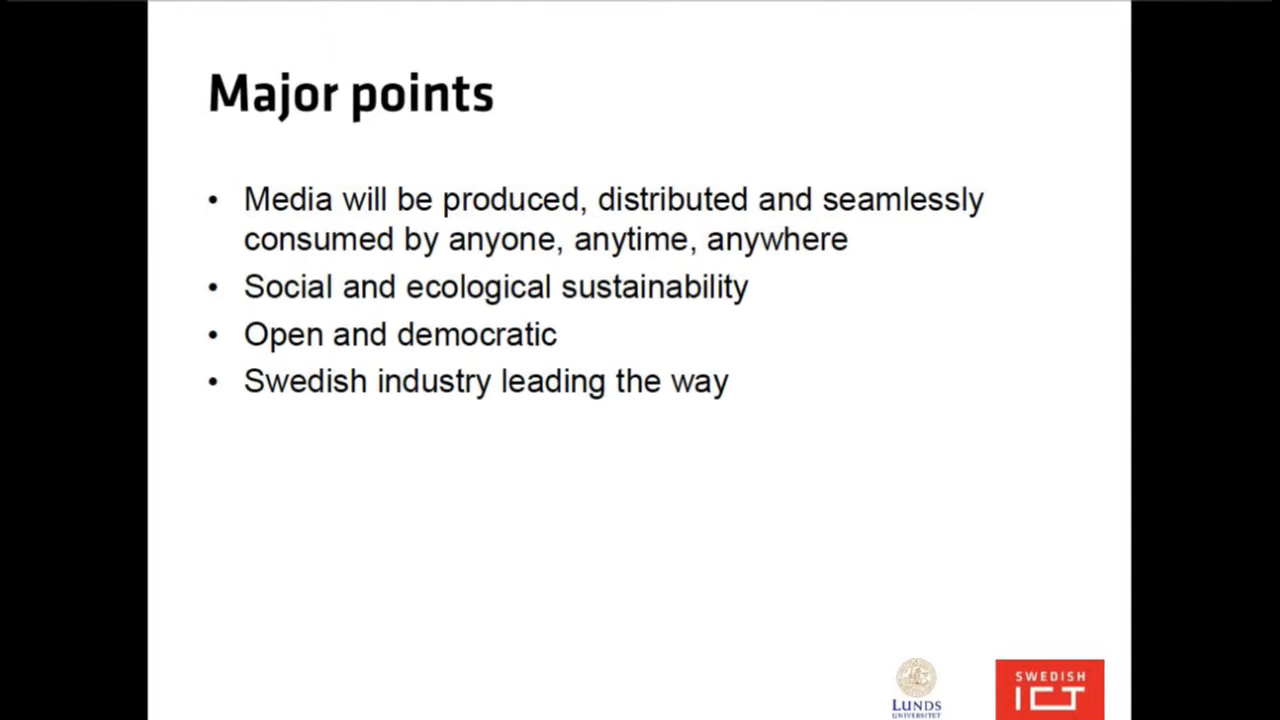 Major points
• Media will be produced, distributed and seamlessly
consumed by anyone, anytime, anywhere
• Social and ecological sustainability
• Open and democratic
• Swedish industry leading the way
LUNDS
UNIVERSITET
SWEDISH
ICT